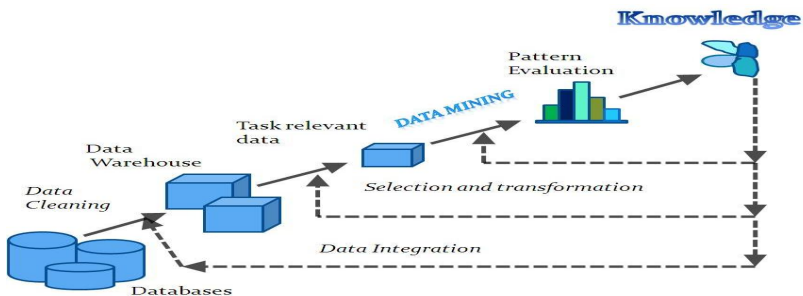 Knowledge
Pattern
Evaluation
DATA MINING
Task relevant
data
Data
Warehouse
Selection and transformation
Data
Cleaning
Data Integration
Databases